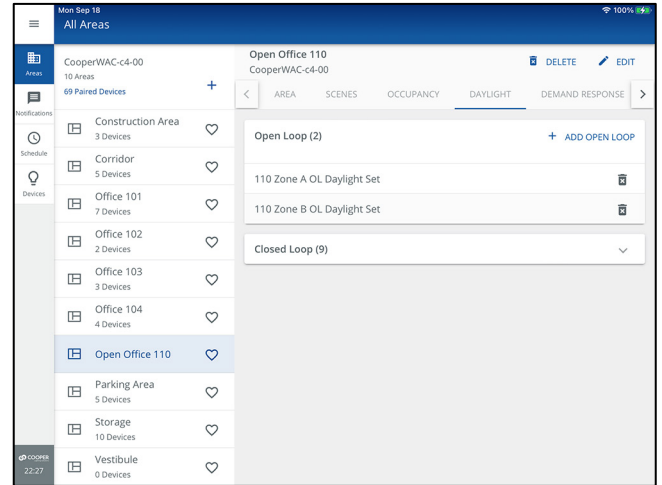 Mon Sep 18
100%
All Areas
Areas
Notifications
Schedule
Devices
COOPER
22:27
CooperWAC-c4-00
10 Areas
69 Paired Devices
+
Construction Area
3 Devices
Corridor
5 Devices
Office 101
7 Devices
Office 102
2 Devices
Office 103
3 Devices
Office 104
4 Devices
Open Office 110
Parking Area
5 Devices
Storage
10 Devices
Vestibule
0 Devices
Open Office 110
CooperWAC-c4-00
DELETE
EDIT
AREA SCENES OCCUPANCY DAYLIGHT DEMAND RESPONSE
Open Loop (2)
+ ADD OPEN LOOP
110 Zone A OL Daylight Set
110 Zone B OL Daylight Set
Closed Loop (9)